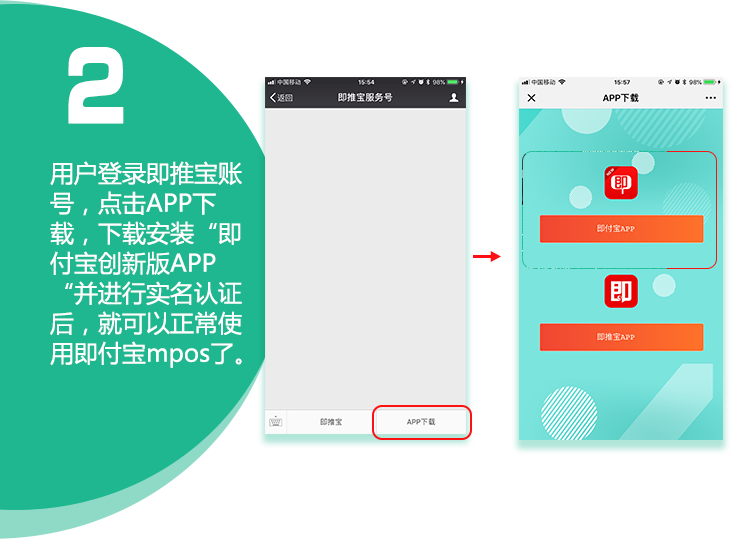 2
用户登录即推宝账
号，点击APP下
载，下载安装“即
付宝创新版APP
“并进行实名认证
后，就可以正常使
用即付宝mpos了。
中国移动 15:54 98%
返回 即推宝服务号
即推宝 APP下载
中国移动 15:57 98%
APP下载
NEW
即
即付宝APP
即
即推宝APP